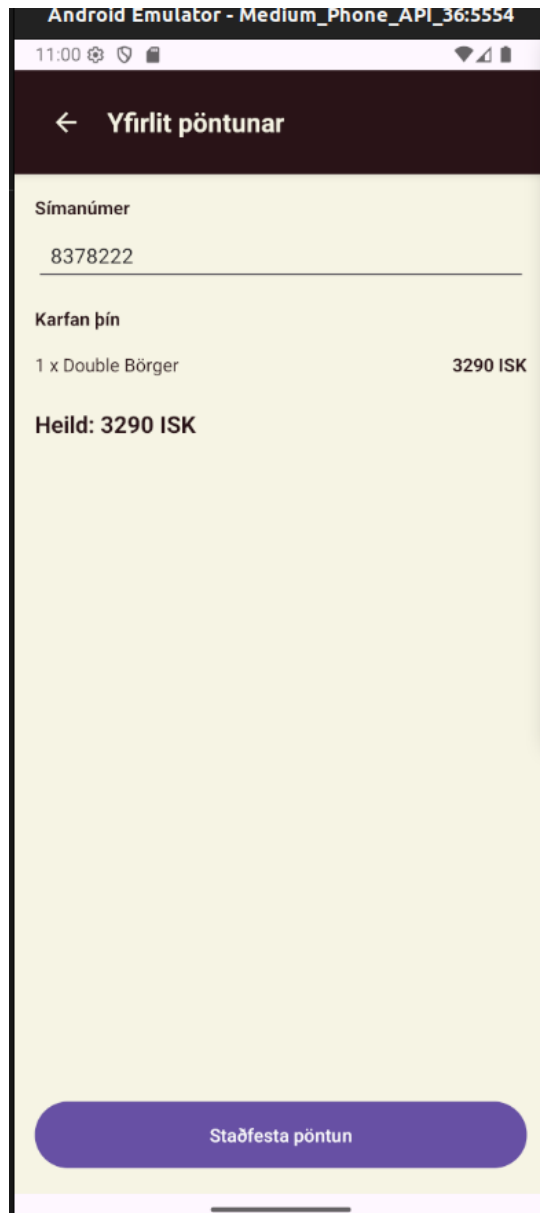 Android Emulator - Medium_Phone_API_36:5554
11:00
Yfirlit pöntunar
Símanúmer
8378222
Karfan þín
1 x Double Börger 3290 ISK
Heild: 3290 ISK
Staðfesta pöntun